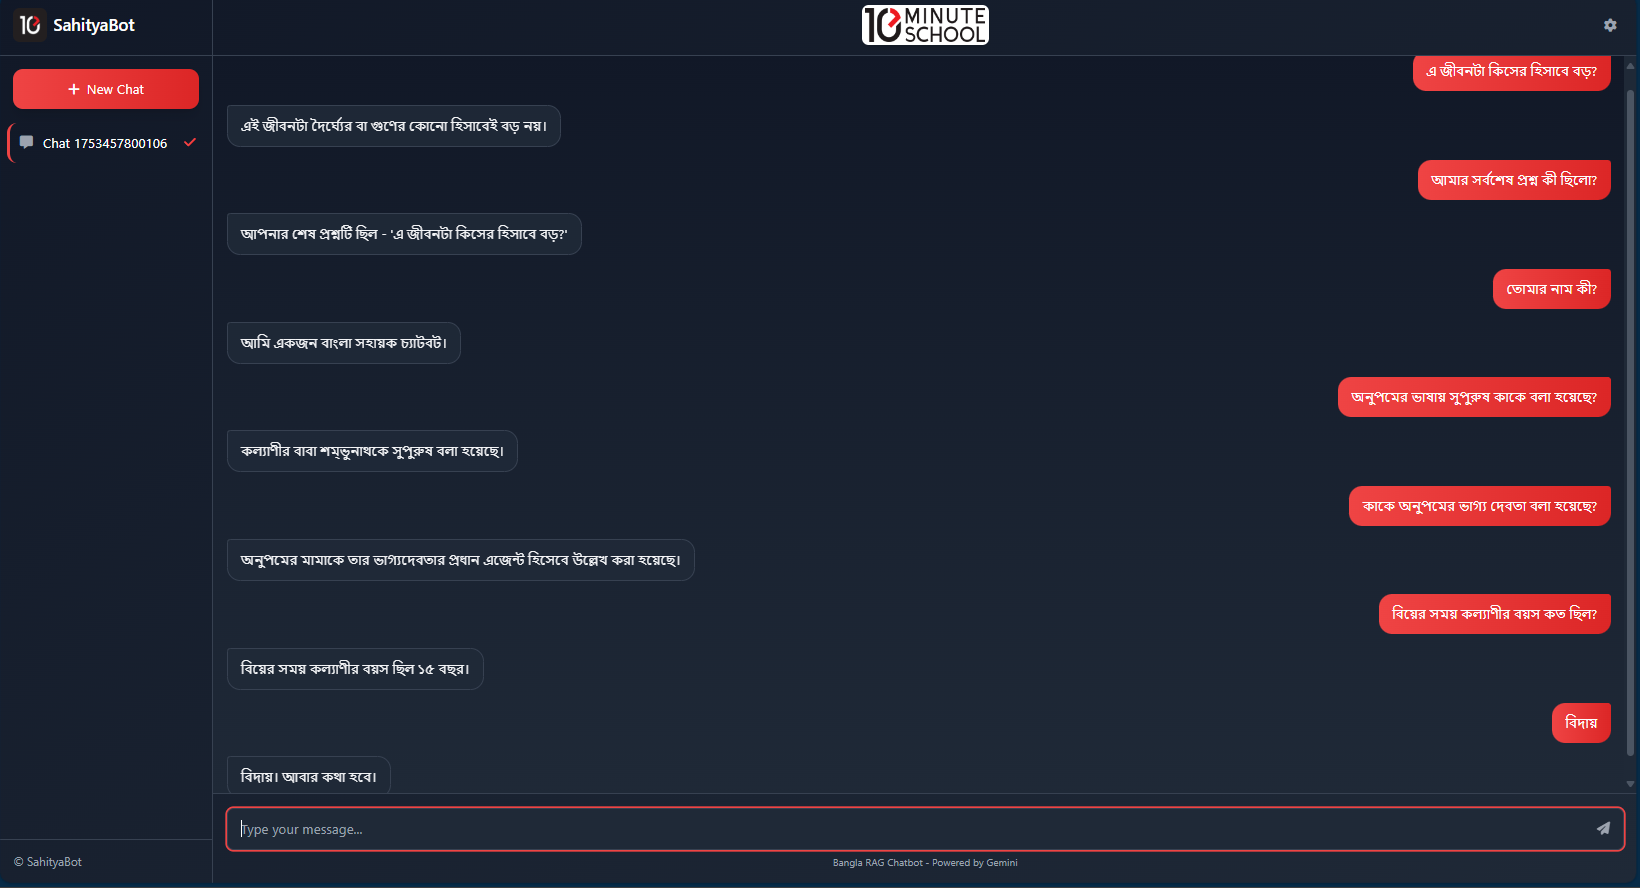 10 SahityaBot
10 MINUTE
SCHOOL
+ New Chat
Chat 1753457800106
এ জীবনটা কিসের হিসাবে বড়?
এই জীবনটা দৈর্ঘ্যের বা গুণের কোনো হিসাবেই বড় নয়।
আমার সর্বশেষ প্রশ্ন কী ছিলো?
আপনার শেষ প্রশ্নটি ছিল - 'এ জীবনটা কিসের হিসাবে বড়?'
তোমার নাম কী?
আমি একজন বাংলা সহায়ক চ্যাটবট।
অনুপমের ভাষায় সুপুরুষ কাকে বলা হয়েছে?
কল্যাণীর বাবা শম্ভুনাথকে সুপুরুষ বলা হয়েছে।
কাকে অনুপমের ভাগ্য দেবতা বলা হয়েছে?
অনুপমের মামাকে তার ভাগ্যদেবতার প্রধান এজেন্ট হিসেবে উল্লেখ করা হয়েছে।
বিয়ের সময় কল্যাণীর বয়স কত ছিল?
বিয়ের সময় কল্যাণীর বয়স ছিল ১৫ বছর।
বিদায়
বিদায়। আবার কথা হবে।
Type your message...
© SahityaBot
Bangla RAG Chatbot - Powered by Gemini